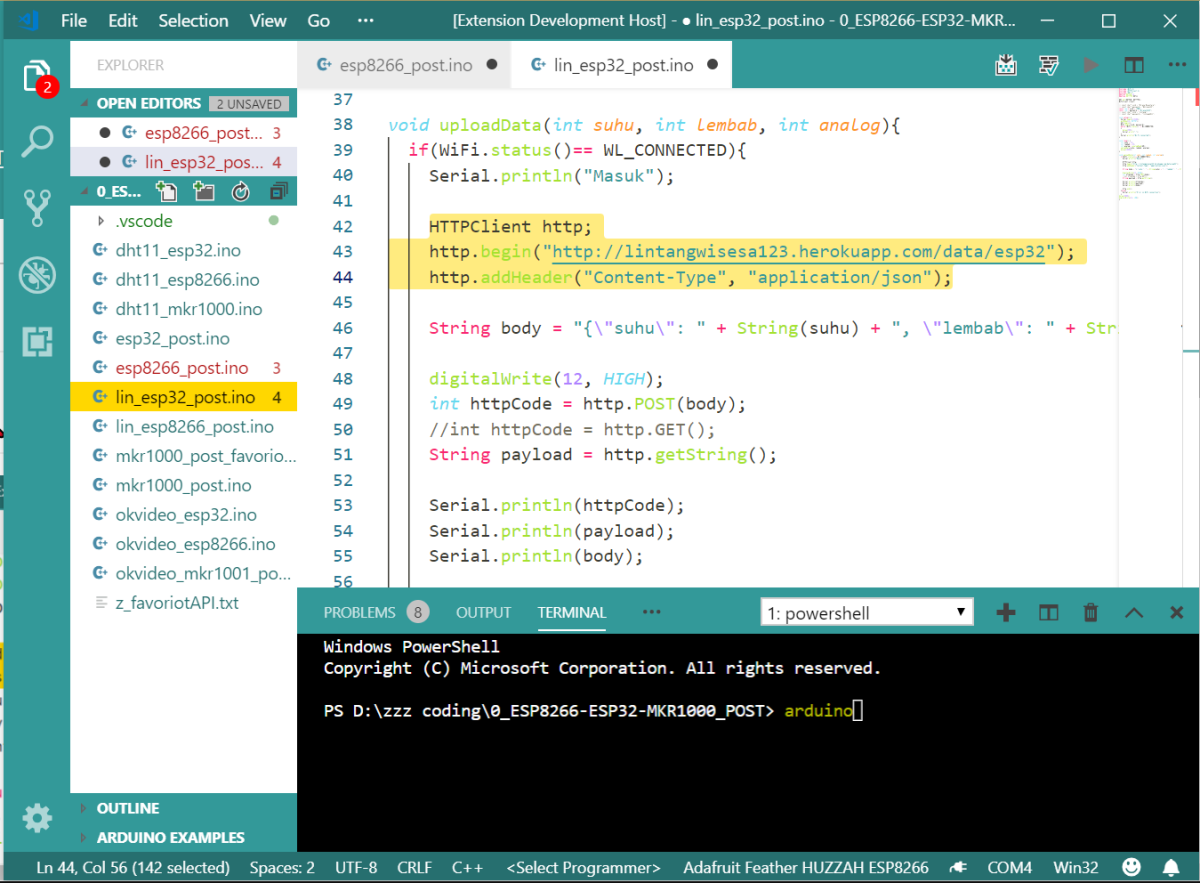 File Edit Selection View Go ··· [Extension Development Host] - ● lin_esp32_post.ino - 0_ESP8266-ESP32-MKR...
2
EXPLORER
OPEN EDITORS 2 UNSAVED
esp8266_post... 3
lin_esp32_pos... 4
0_ES...
.vscode
dht11_esp32.ino
dht11_esp8266.ino
dht11_mkr1000.ino
esp32_post.ino
esp8266_post.ino 3
lin_esp32_post.ino 4
lin_esp8266_post.ino
mkr1000_post_favorio...
mkr1000_post.ino
okvideo_esp32.ino
okvideo_esp8266.ino
okvideo_mkr1001_po...
z_favoriotAPI.txt
OUTLINE
ARDUINO EXAMPLES
esp8266_post.ino ● lin_esp32_post.ino ●
37
38 void uploadData(int suhu, int lembab, int analog){
39 if(WiFi.status()== WL_CONNECTED){
40 Serial.println("Masuk");
41
42 HTTPClient http;
43 http.begin("http://lintangwisesa123.herokuapp.com/data/esp32");
44 http.addHeader("Content-Type", "application/json");
45
46 String body = "{\"suhu\": " + String(suhu) + ", \"lembab\": " + Str
47
48 digitalWrite(12, HIGH);
49 int httpCode = http.POST(body);
50 //int httpCode = http.GET();
51 String payload = http.getString();
52
53 Serial.println(httpCode);
54 Serial.println(payload);
55 Serial.println(body);
56
PROBLEMS 8 OUTPUT TERMINAL ··· 1: powershell
Windows PowerShell
Copyright (C) Microsoft Corporation. All rights reserved.
PS D:\zzz coding\0_ESP8266-ESP32-MKR1000_POST> arduino
Ln 44, Col 56 (142 selected) Spaces: 2 UTF-8 CRLF C++ <Select Programmer> Adafruit Feather HUZZAH ESP8266 COM4 Win32